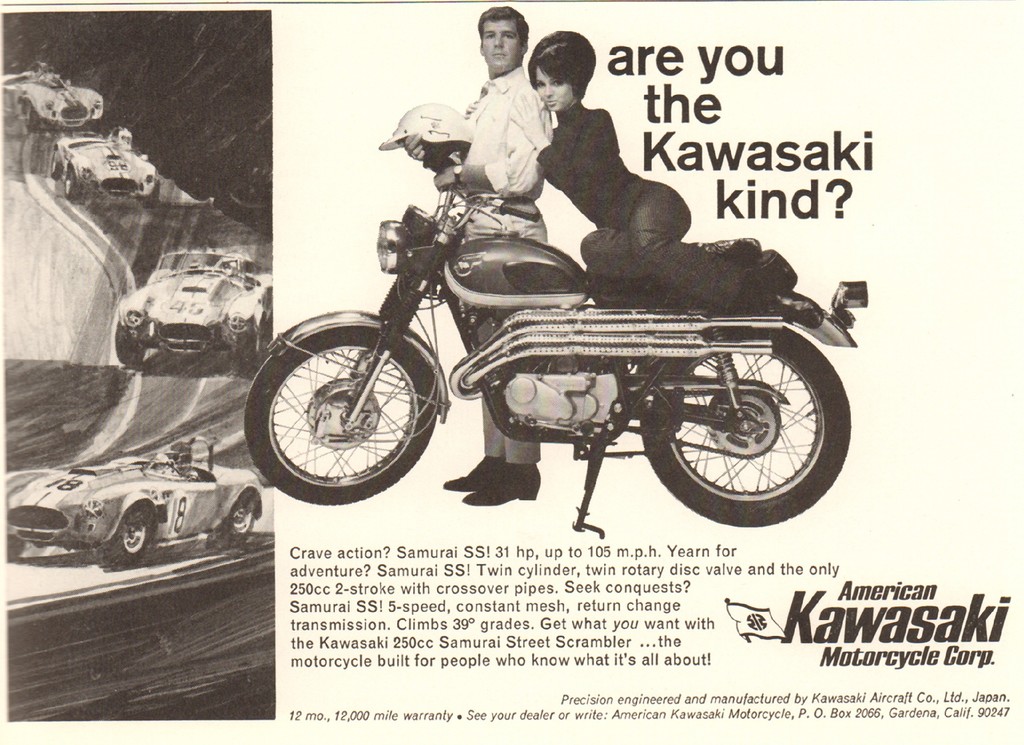 are you
the
Kawasaki
kind?
45
18
18
Crave action? Samurai SS! 31 hp, up to 105 m.p.h. Yearn for
adventure? Samurai SS! Twin cylinder, twin rotary disc valve and the only
250cc 2-stroke with crossover pipes. Seek conquests?
Samurai SS! 5-speed, constant mesh, return change
transmission. Climbs 39° grades. Get what you want with
the Kawasaki 250cc Samurai Street Scrambler ...the
motorcycle built for people who know what it's all about!
American
Kawasaki
Motorcycle Corp.
Precision engineered and manufactured by Kawasaki Aircraft Co., Ltd., Japan.
12 mo., 12,000 mile warranty • See your dealer or write: American Kawasaki Motorcycle, P. O. Box 2066, Gardena, Calif. 90247